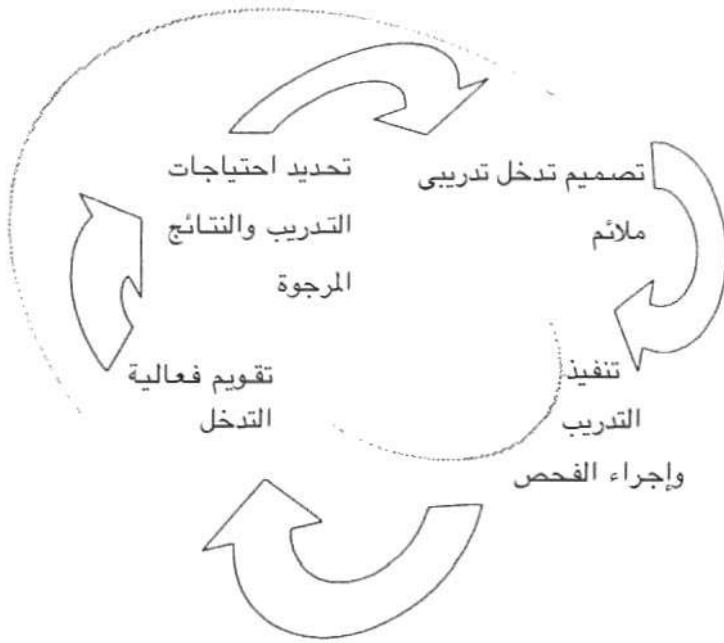 تحديد احتياجات
التدريب والنتائج
المرجوة
تصميم تدخل تدريبى
ملائم
تنفيذ
التدريب
وإجراء الفحص
تقويم فعالية
التدخل